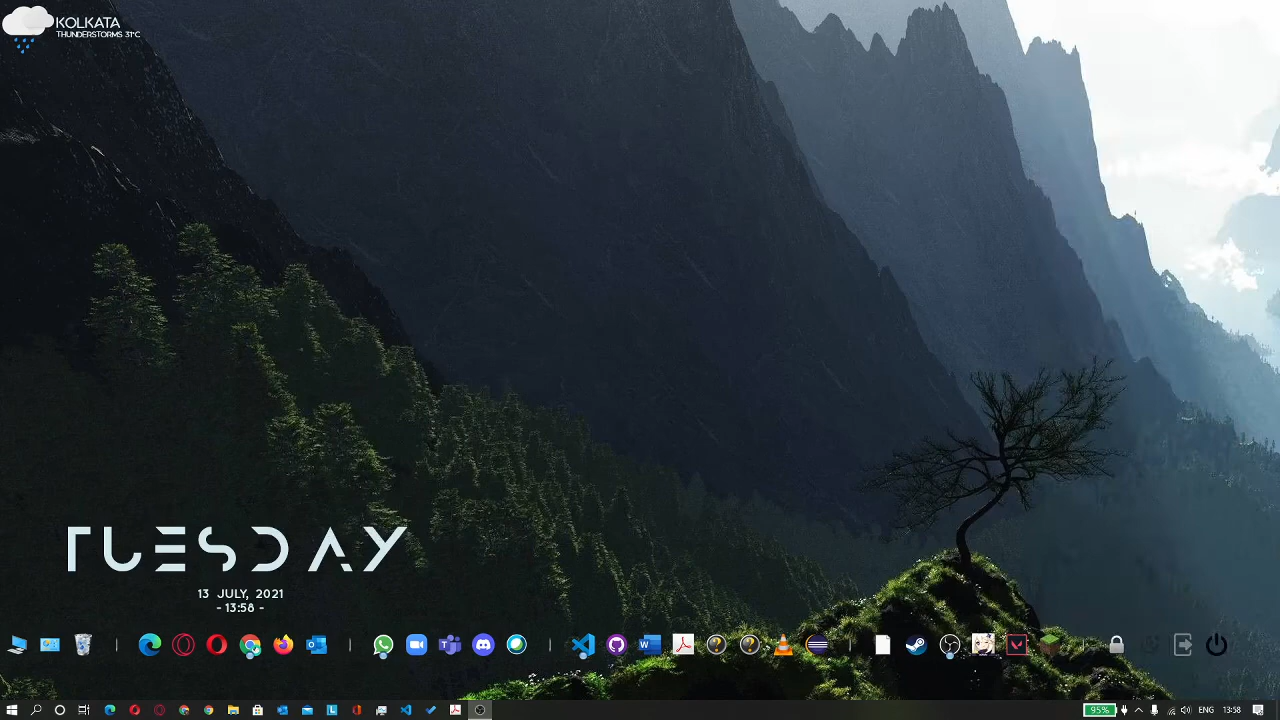 KOLKATA
THUNDERSTORMS 31°C
TUESDAY
13 JULY, 2021
- 13:58 -
95%
ENG
13:58